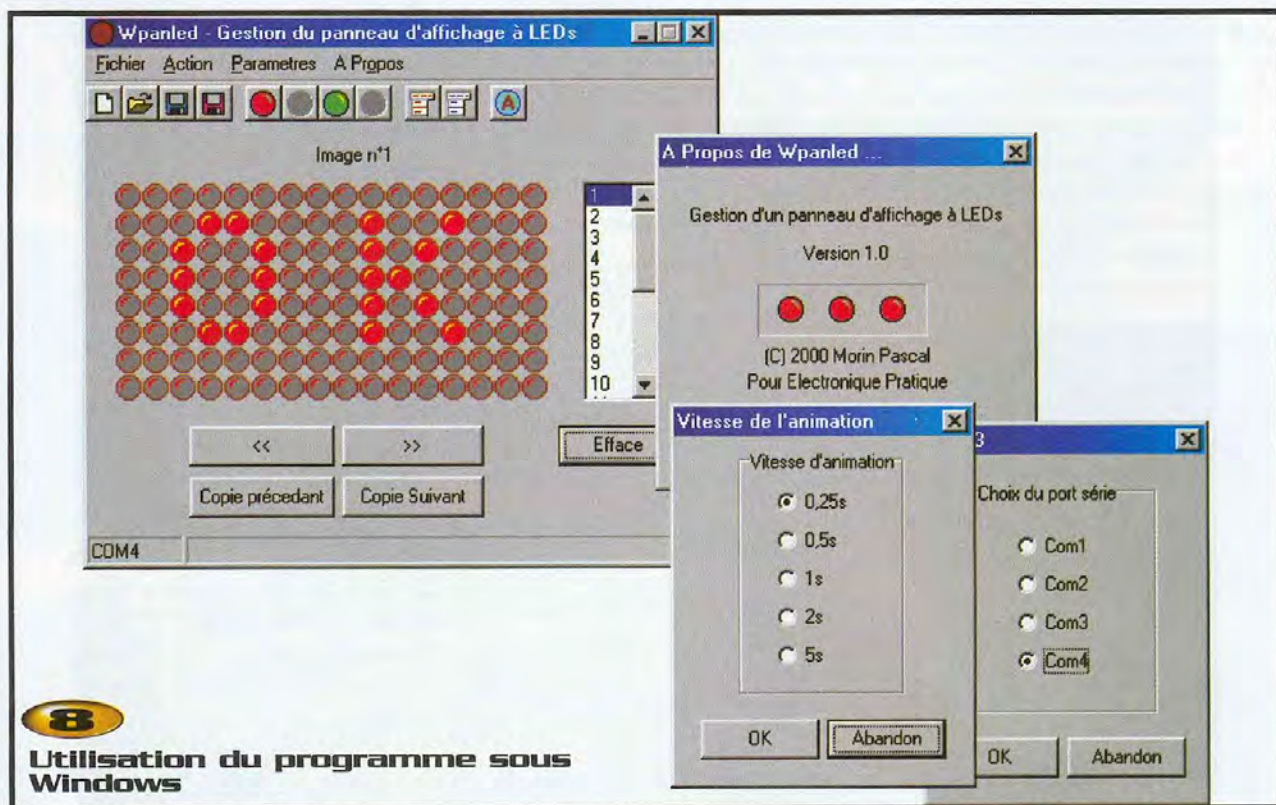 Wpanled - Gestion du panneau d'affichage à LEDs
Fichier Action Parametres A Propos
A
Image n°1
1
2
3
4
5
6
7
8
9
10
<< >>
Efface
Copie précedant Copie Suivant
COM4
A Propos de Wpanled ...
Gestion d'un panneau d'affichage à LEDs
Version 1.0
(C) 2000 Morin Pascal
Pour Electronique Pratique
Vitesse de l'animation
Vitesse d'animation
0,25s
0,5s
1s
2s
5s
OK Abandon
3
Choix du port série
Com1
Com2
Com3
Com4
OK Abandon
8
Utilisation du programme sous
Windows